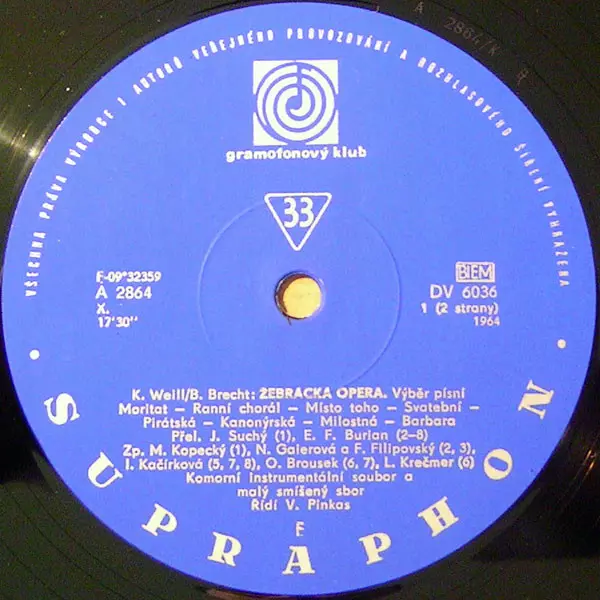 A 2864/K
VŠECHNA PRÁVA VÝROBCE I AUTORŮ VEŘEJNÉHO PROVOZOVÁNÍ A ROZHLASOVÉHO ŠÍŘENÍ VYHRAŽENA
gramofonový klub
33
F-09*32359
A 2864
X.
17'30"
BIEM
DV 6036
1 (2 strany)
1964
K. Weill/B. Brecht: ŽEBRÁCKÁ OPERA. Výběr písní
Moritat – Ranní chorál – Místo toho – Svatební –
Pirátská – Kanonýrská – Milostná – Barbara
Přel. J. Suchý (1), E. F. Burian (2–8)
Zp. M. Kopecký (1), N. Galerová a F. Filipovský (2, 3),
I. Kačírková (5, 7, 8), O. Brousek (6, 7), L. Krečmer (6)
Komorní instrumentální soubor a
malý smíšený sbor
Řídí V. Pinkas
E
· SUPRAPHON ·